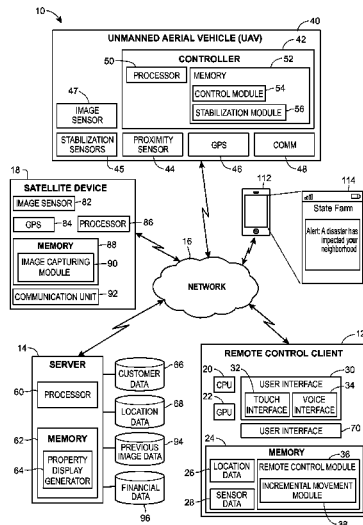 10
UNMANNED AERIAL VEHICLE (UAV)
40
42
CONTROLLER
52
50
PROCESSOR
MEMORY
CONTROL MODULE
54
STABILIZATION MODULE
56
47
IMAGE SENSOR
STABILIZATION SENSORS
PROXIMITY SENSOR
GPS
COMM
45
44
46
48
18
SATELLITE DEVICE
IMAGE SENSOR
82
GPS
84
PROCESSOR
86
MEMORY
88
IMAGE CAPTURING MODULE
90
COMMUNICATION UNIT
92
112
114
State Farm
Alert: A disaster has impacted your neighborhood
16
NETWORK
14
SERVER
60
PROCESSOR
62
MEMORY
64
PROPERTY DISPLAY GENERATOR
CUSTOMER DATA
66
LOCATION DATA
68
PREVIOUS IMAGE DATA
94
FINANCIAL DATA
96
12
REMOTE CONTROL CLIENT
20
CPU
22
GPU
30
USER INTERFACE
32
TOUCH INTERFACE
34
VOICE INTERFACE
USER INTERFACE
70
24
MEMORY
36
26
LOCATION DATA
28
SENSOR DATA
REMOTE CONTROL MODULE
INCREMENTAL MOVEMENT MODULE
38